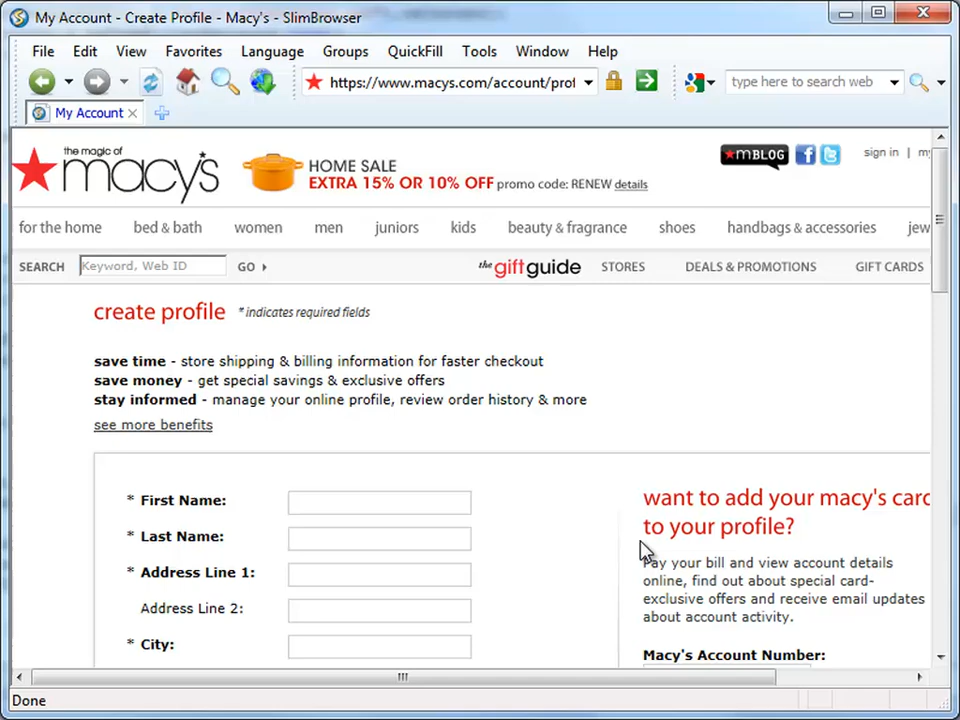 My Account - Create Profile - Macy's - SlimBrowser
File Edit View Favorites Language Groups QuickFill Tools Window Help
https://www.macys.com/account/prof
type here to search web
My Account
the magic of
macy's
HOME SALE
EXTRA 15% OR 10% OFF promo code: RENEW details
mBLOG
sign in | my
for the home bed & bath women men juniors kids beauty & fragrance shoes handbags & accessories jew
SEARCH Keyword, Web ID GO the gift guide STORES DEALS & PROMOTIONS GIFT CARDS
create profile * indicates required fields
save time - store shipping & billing information for faster checkout
save money - get special savings & exclusive offers
stay informed - manage your online profile, review order history & more
see more benefits
* First Name:
* Last Name:
* Address Line 1:
Address Line 2:
* City:
want to add your macy's card
to your profile?
Pay your bill and view account details
online, find out about special card-
exclusive offers and receive email updates
about account activity.
Macy's Account Number:
Done